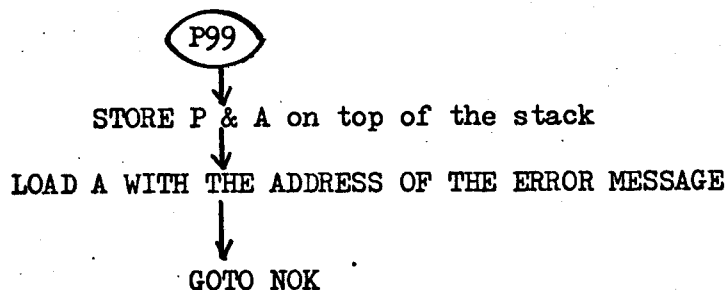 P99
STORE P & A on top of the stack
LOAD A WITH THE ADDRESS OF THE ERROR MESSAGE
GOTO NOK